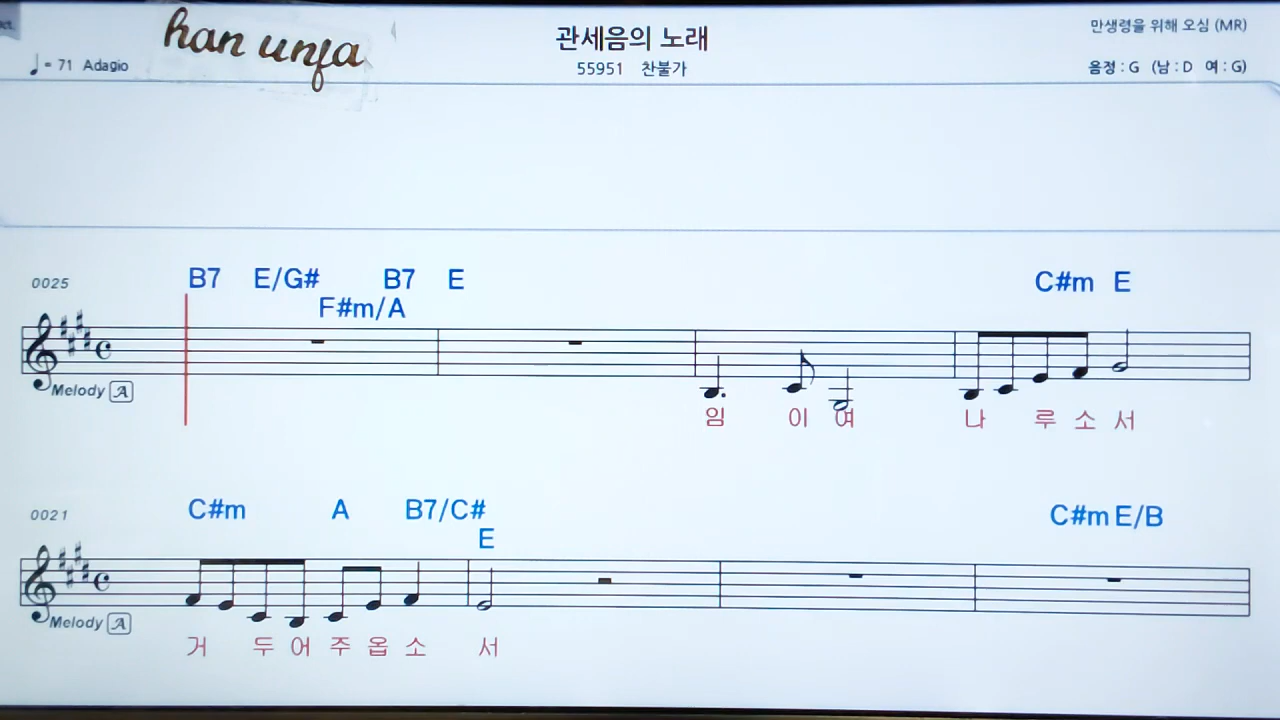 ct.
han unfa
관세음의 노래
만생령을 위해 오심 (MR)
♩= 71 Adagio
55951 찬불가
음정 : G (남 : D 여 : G)
0025
B7 E/G# B7 E C#m E
F#m/A
Melody A
임 이 여 나 루 소 서
0021
C#m A B7/C# C#m E/B
E
Melody A
거 두 어 주 옵 소 서